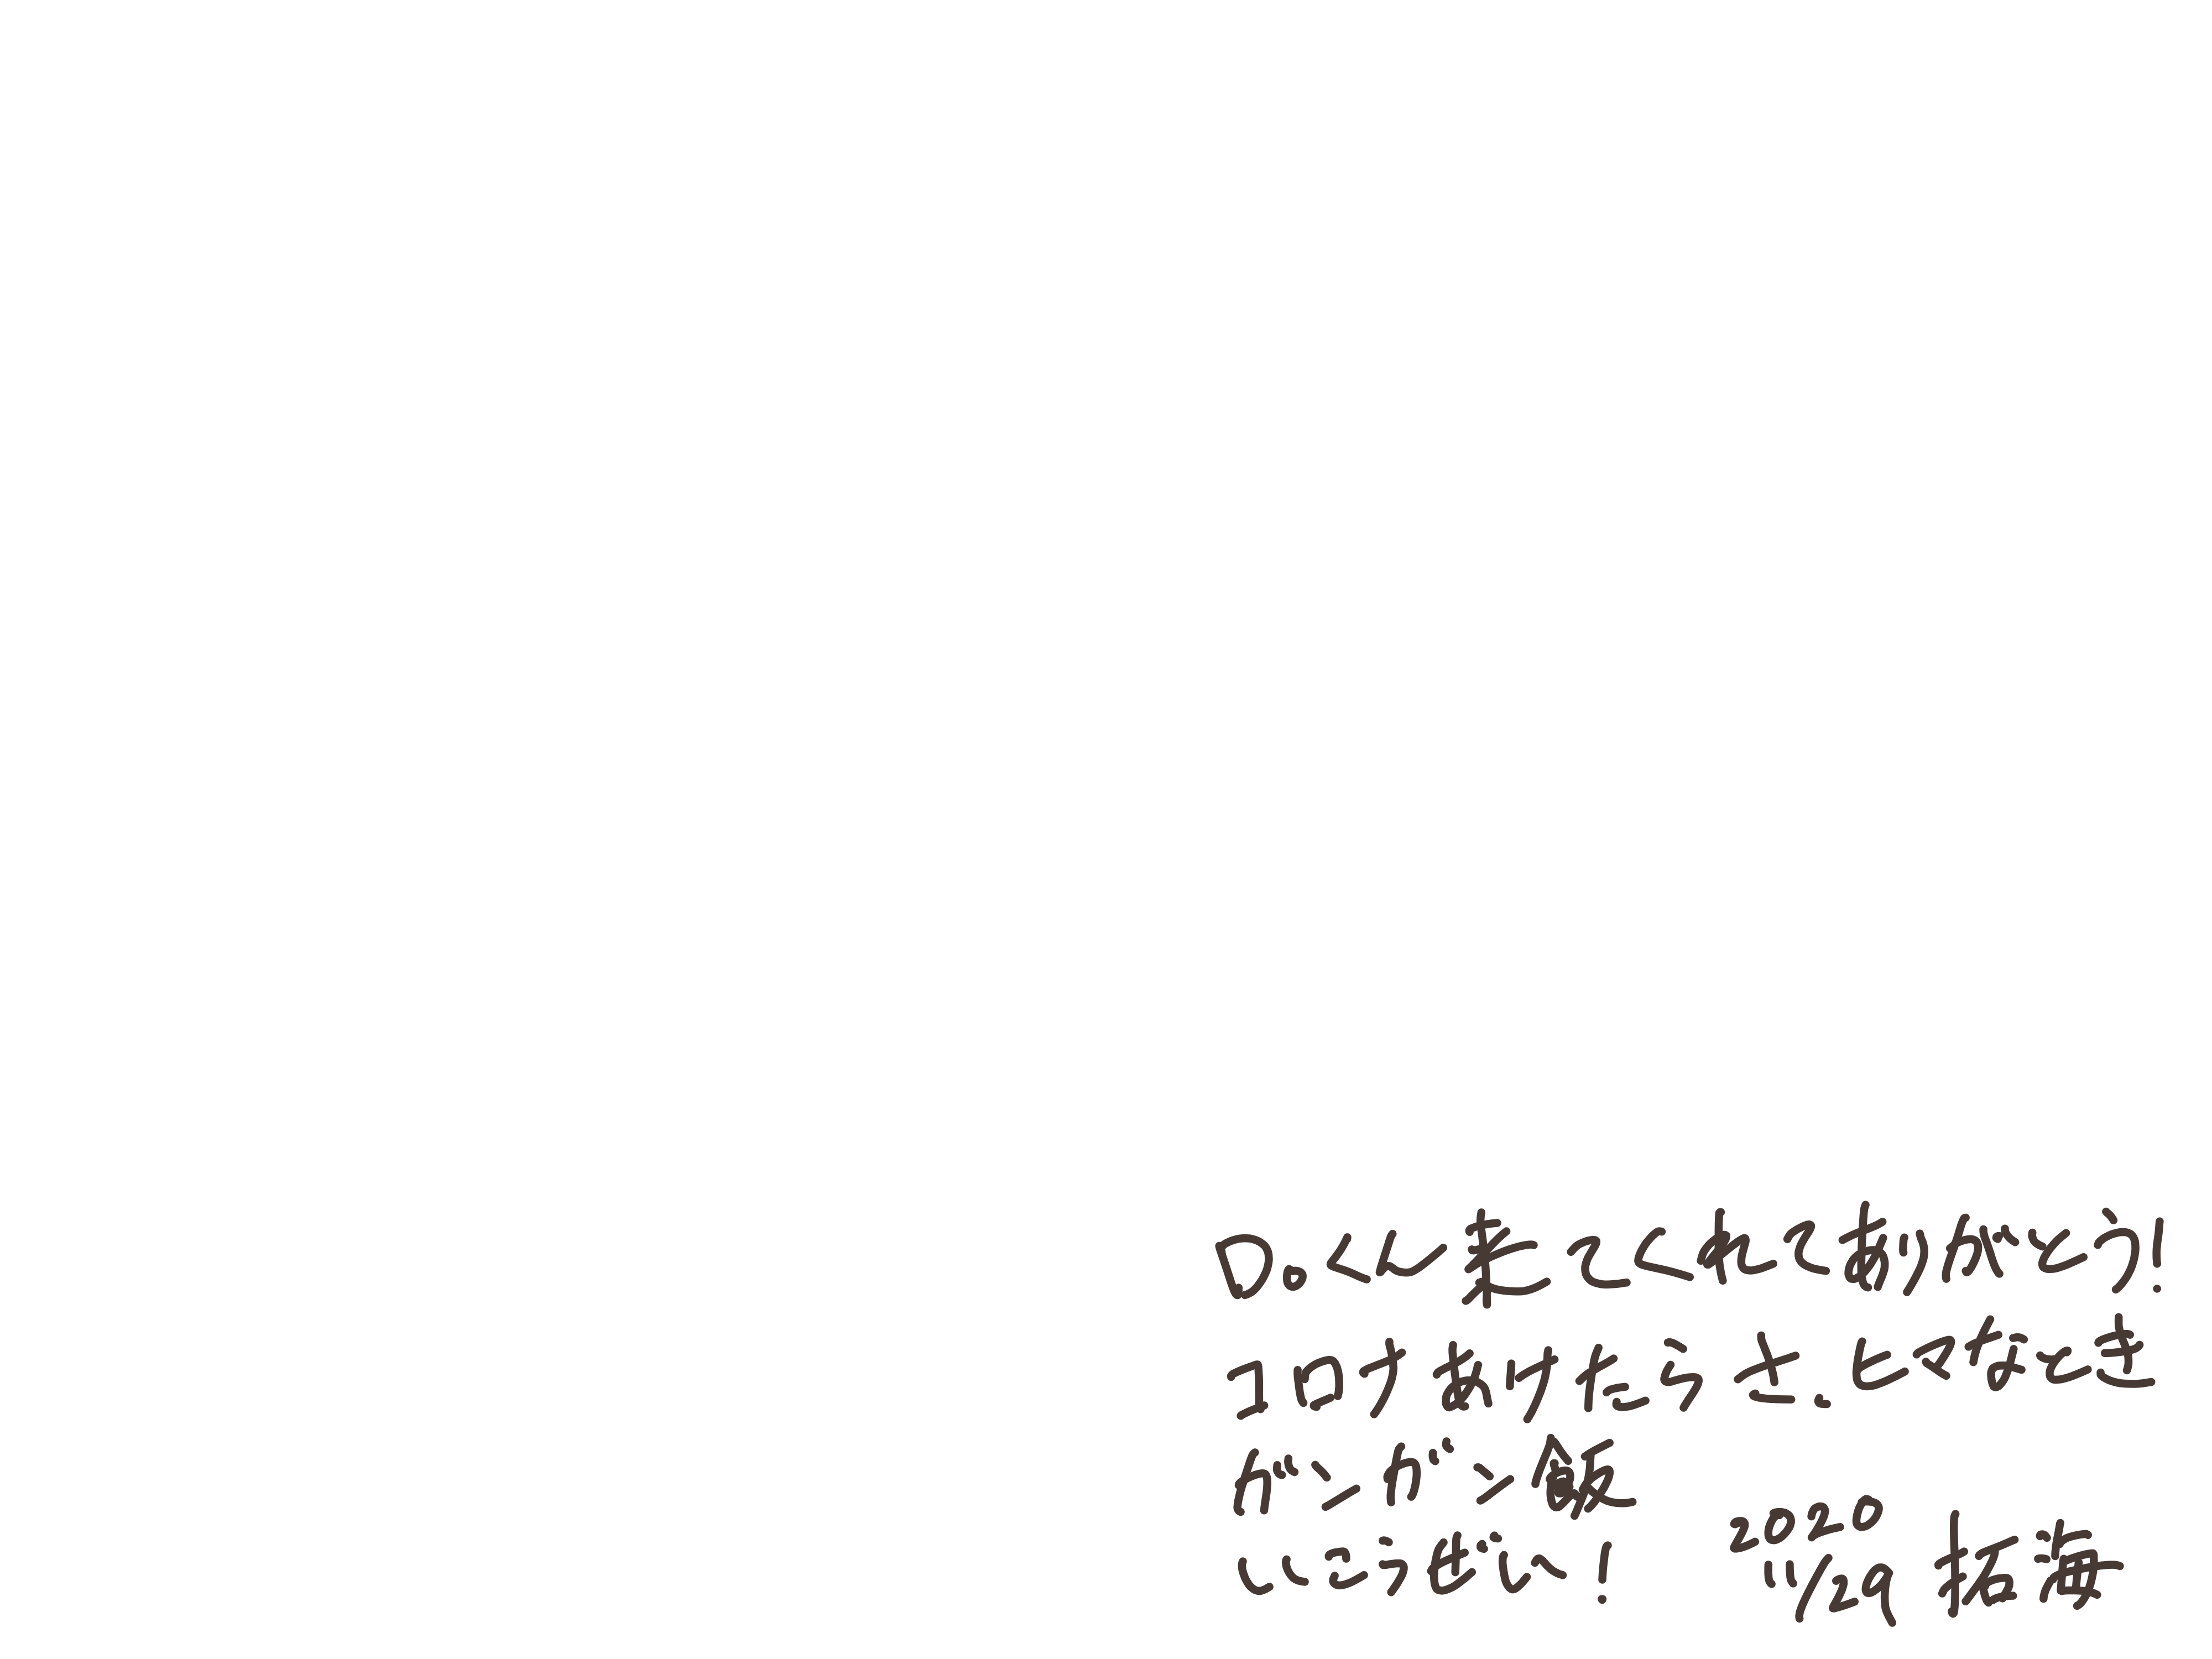 Doくん来てくれてありがとう!
コロナあけたらさ、ヒマなとき
ガンガン飯
いこうぜい!
2020
11/29 拓海